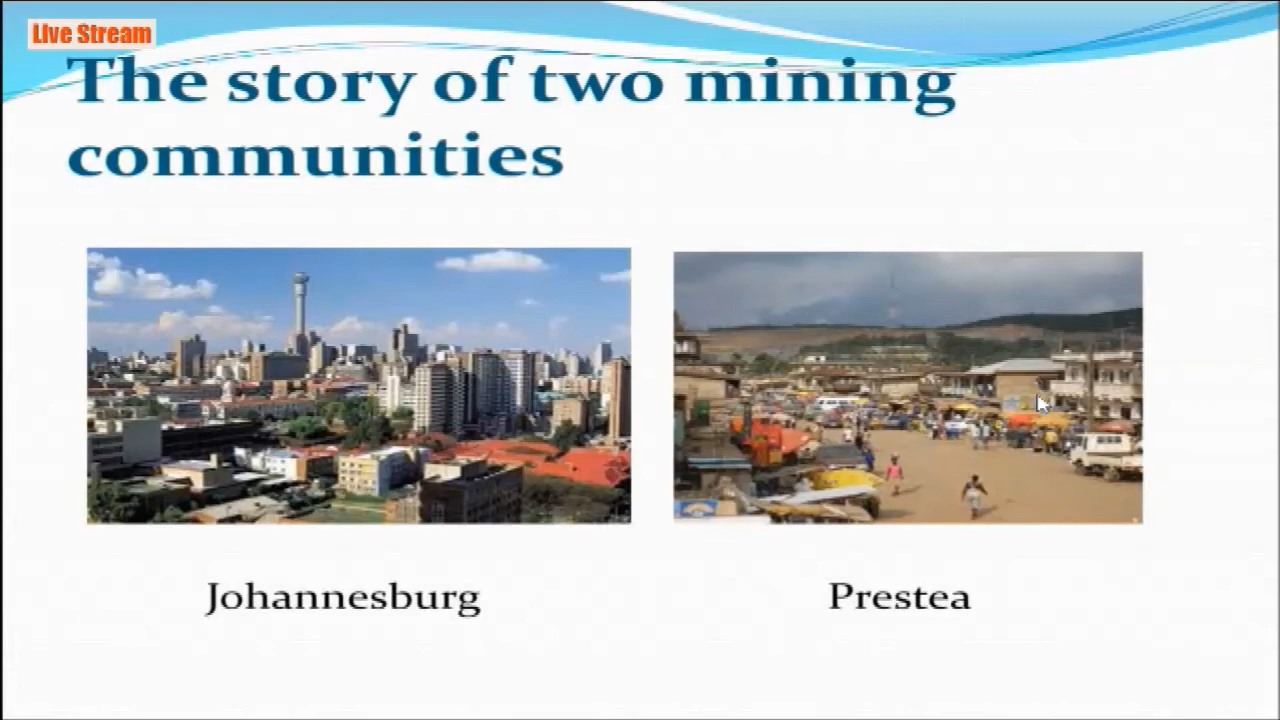 Live Stream
The story of two mining
communities
Johannesburg
Prestea